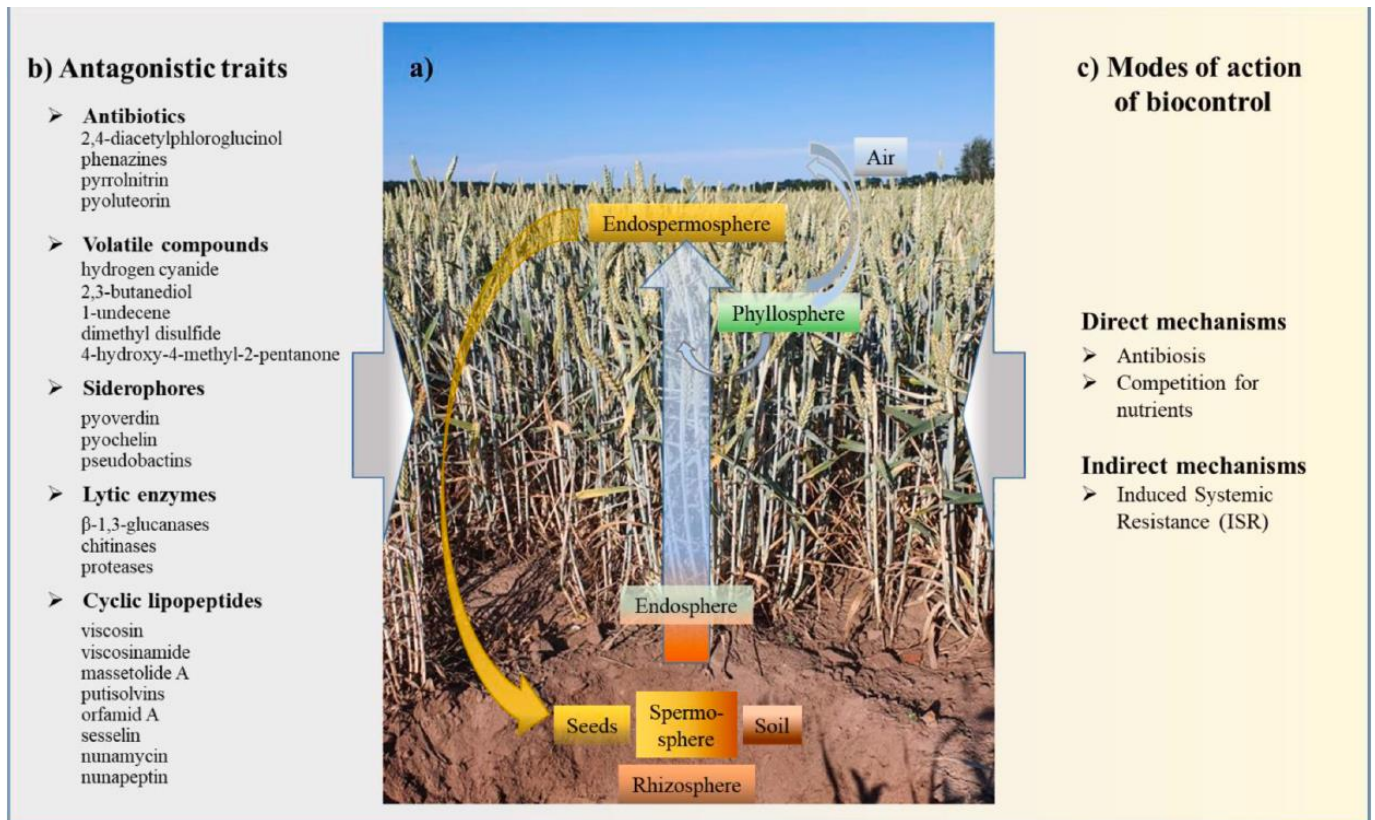 b) Antagonistic traits
➢ Antibiotics
2,4-diacetylphloroglucinol
phenazines
pyrrolnitrin
pyoluteorin
➢ Volatile compounds
hydrogen cyanide
2,3-butanediol
1-undecene
dimethyl disulfide
4-hydroxy-4-methyl-2-pentanone
➢ Siderophores
pyoverdin
pyochelin
pseudobactins
➢ Lytic enzymes
β-1,3-glucanases
chitinases
proteases
➢ Cyclic lipopeptides
viscosin
viscosinamide
massetolide A
putisolvins
orfamid A
sesselin
nunamycin
nunapeptin
a)
Air
Endospermosphere
Phyllosphere
Endosphere
Seeds
Spermo-
sphere
Soil
Rhizosphere
c) Modes of action
of biocontrol
Direct mechanisms
➢ Antibiosis
➢ Competition for
nutrients
Indirect mechanisms
➢ Induced Systemic
Resistance (ISR)